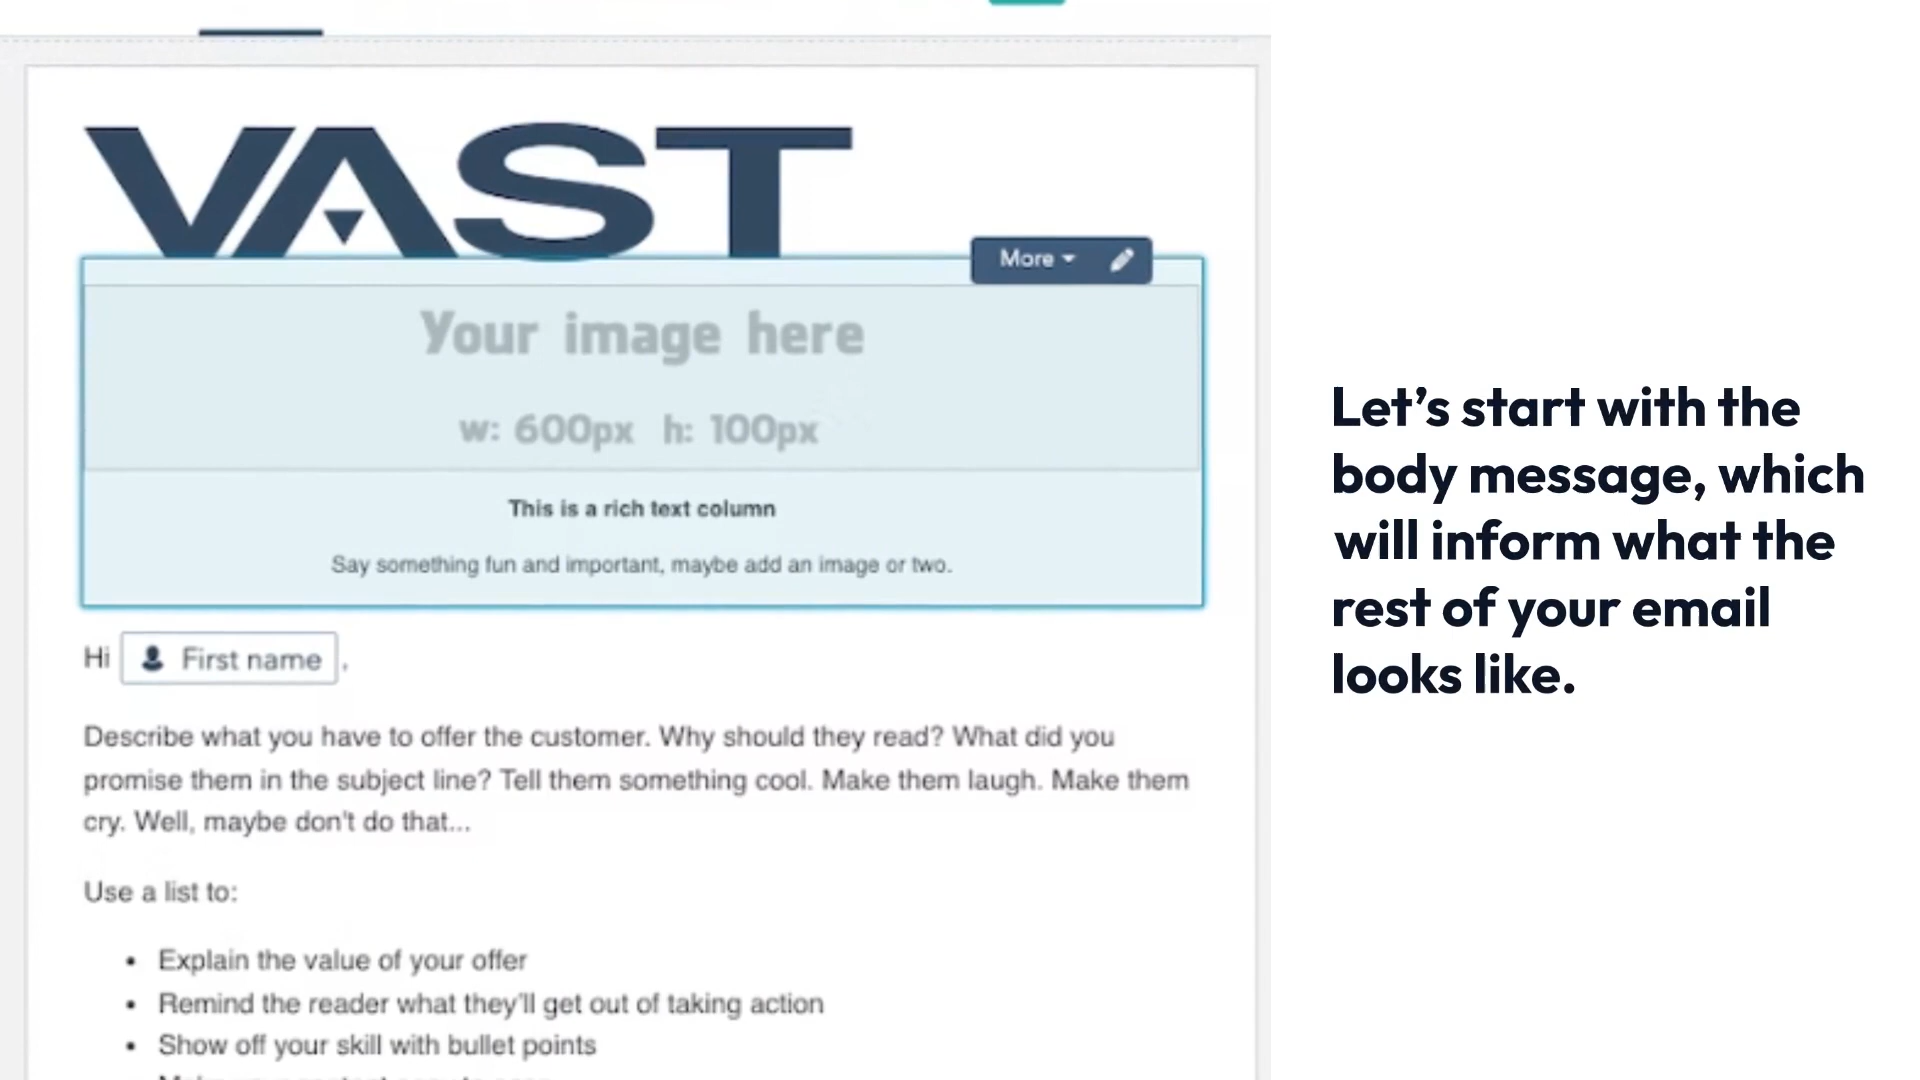 VAST
More
Your image here
w: 600px h: 100px
This is a rich text column
Say something fun and important, maybe add an image or two.
Hi First name ,
Describe what you have to offer the customer. Why should they read? What did you
promise them in the subject line? Tell them something cool. Make them laugh. Make them
cry. Well, maybe don't do that...
Use a list to:
• Explain the value of your offer
• Remind the reader what they'll get out of taking action
• Show off your skill with bullet points
Let’s start with the
body message, which
will inform what the
rest of your email
looks like.